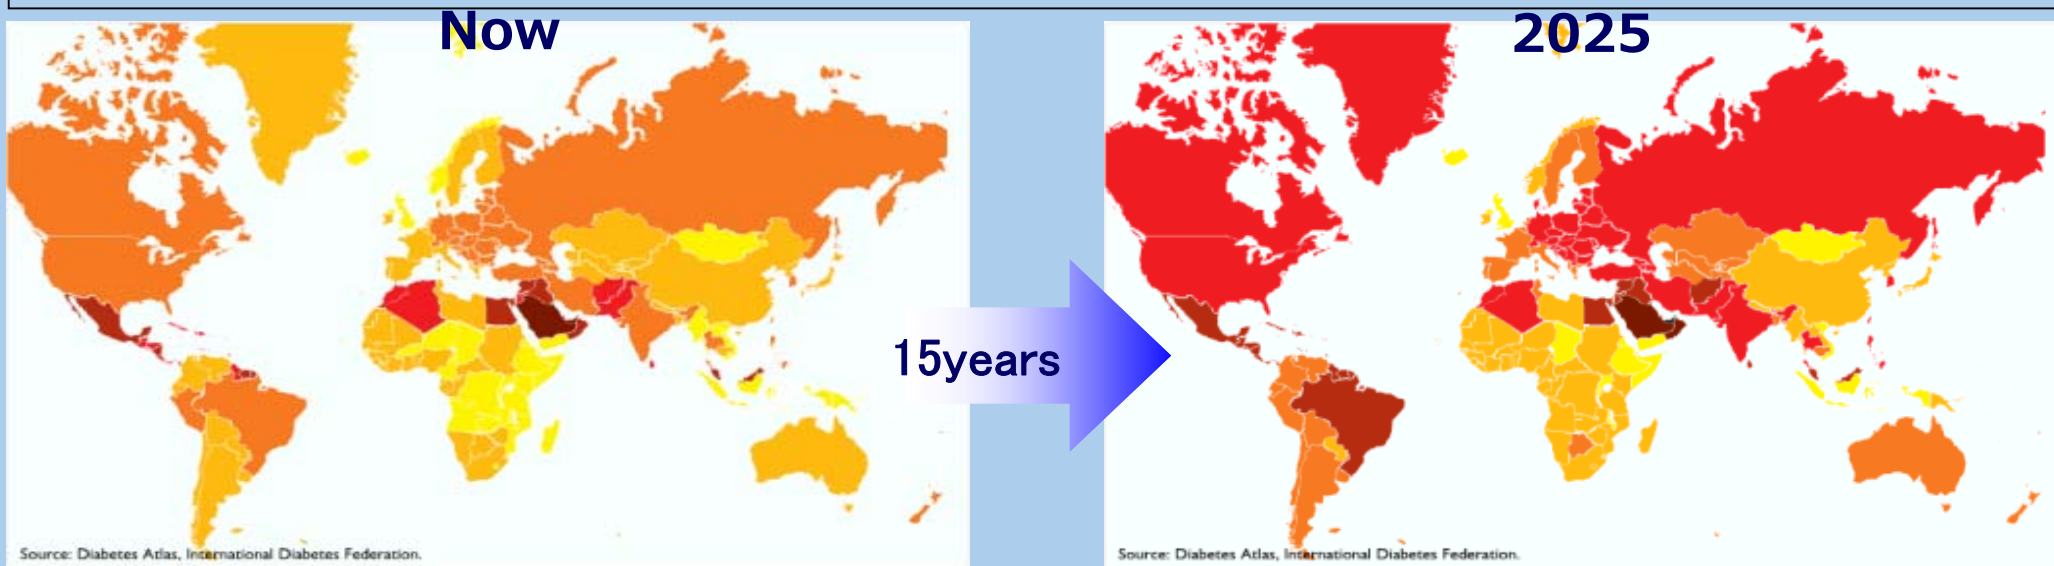 Now
2025
15years
Source: Diabetes Atlas, International Diabetes Federation.
Source: Diabetes Atlas, International Diabetes Federation.